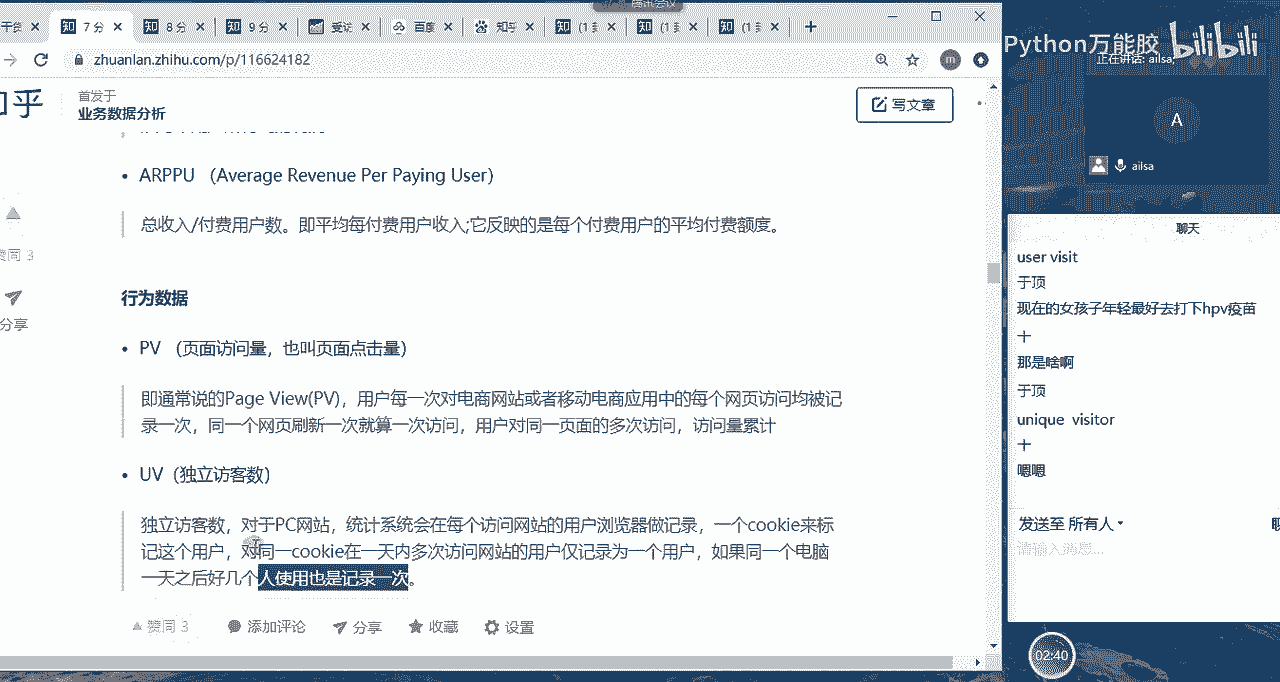 腾讯会议
7 分
8 分
9 分
受访
百度
知乎
(1 封
(1 封
(1 封
zhuanlan.zhihu.com/p/116624182
m
Python万能胶 bilibili
正在讲话: ailsa;
A
ailsa
知乎
首发于
业务数据分析
写文章
• ARPPU （Average Revenue Per Paying User）
总收入/付费用户数。即平均每付费用户收入;它反映的是每个付费用户的平均付费额度。
赞同 3
分享
行为数据
• PV （页面访问量，也叫页面点击量）
即通常说的Page View(PV)，用户每一次对电商网站或者移动电商应用中的每个网页访问均被记
录一次，同一个网页刷新一次就算一次访问，用户对同一页面的多次访问，访问量累计
• UV（独立访客数）
独立访客数，对于PC网站，统计系统会在每个访问网站的用户浏览器做记录，一个cookie来标
记这个用户，对同一cookie在一天内多次访问网站的用户仅记录为一个用户，如果同一个电脑
一天之后好几个人使用也是记录一次。
赞同 3
添加评论
分享
收藏
设置
聊天
user visit
于顶
现在的女孩子年轻最好去打下hpv疫苗
十
那是啥啊
于顶
unique visitor
十
嗯嗯
发送至 所有人
请输入消息...
02:40